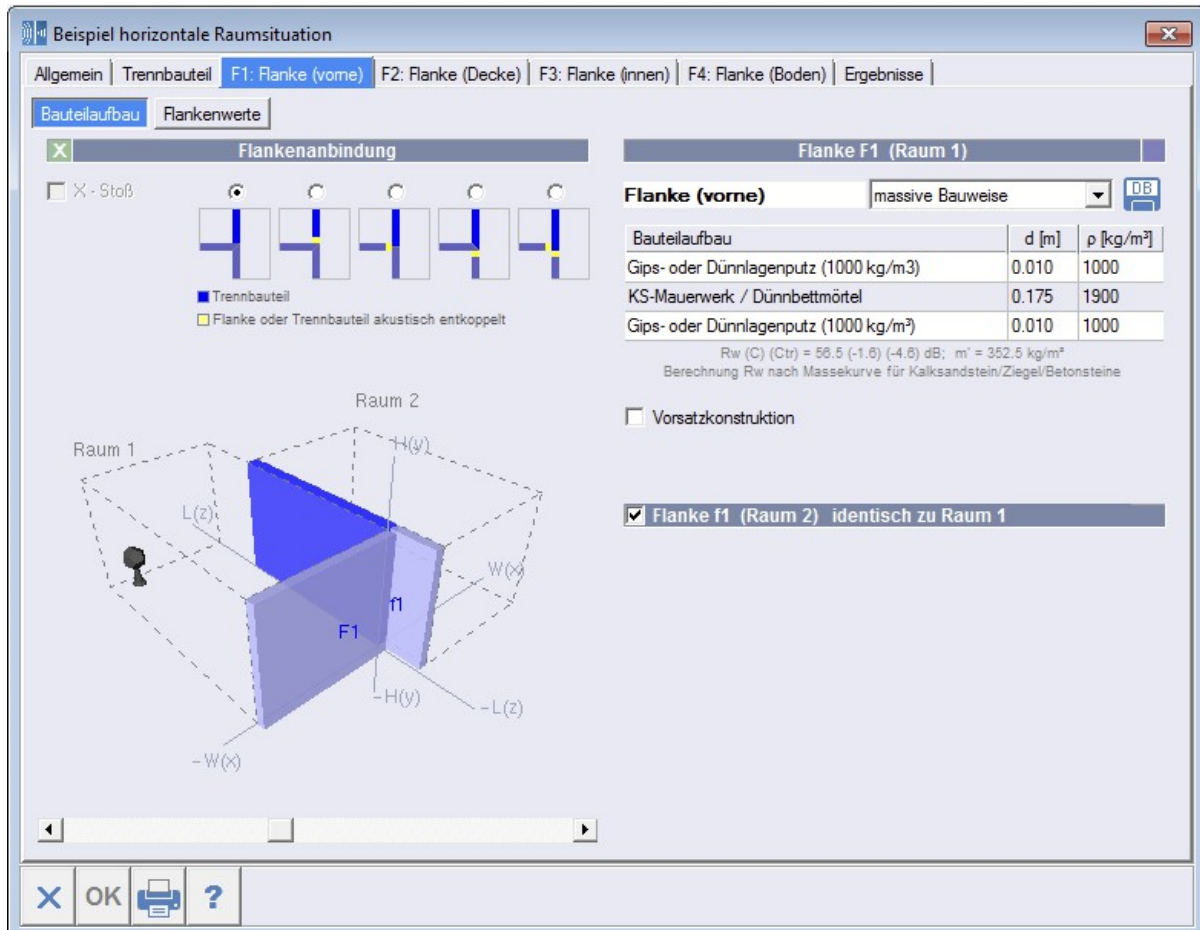 Beispiel horizontale Raumsituation
Allgemein Trennbauteil F1: Flanke (vorne) F2: Flanke (Decke) F3: Flanke (innen) F4: Flanke (Boden) Ergebnisse
Bauteilaufbau Flankenwerte
X Flankenanbindung
X - Stoß
Trennbauteil
Flanke oder Trennbauteil akustisch entkoppelt
Raum 2
Raum 1
H(y)
L(z)
W(x)
f1
F1
-H(y)
-L(z)
-W(x)
Flanke F1 (Raum 1)
Flanke (vorne) massive Bauweise DB
Bauteilaufbau d [m] ρ [kg/m³]
Gips- oder Dünnlagenputz (1000 kg/m3) 0.010 1000
KS-Mauerwerk / Dünnbettmörtel 0.175 1900
Gips- oder Dünnlagenputz (1000 kg/m³) 0.010 1000
Rw (C) (Ctr) = 56.5 (-1.6) (-4.6) dB; m' = 352.5 kg/m²
Berechnung Rw nach Massekurve für Kalksandstein/Ziegel/Betonsteine
Vorsatzkonstruktion
Flanke f1 (Raum 2) identisch zu Raum 1
OK ?